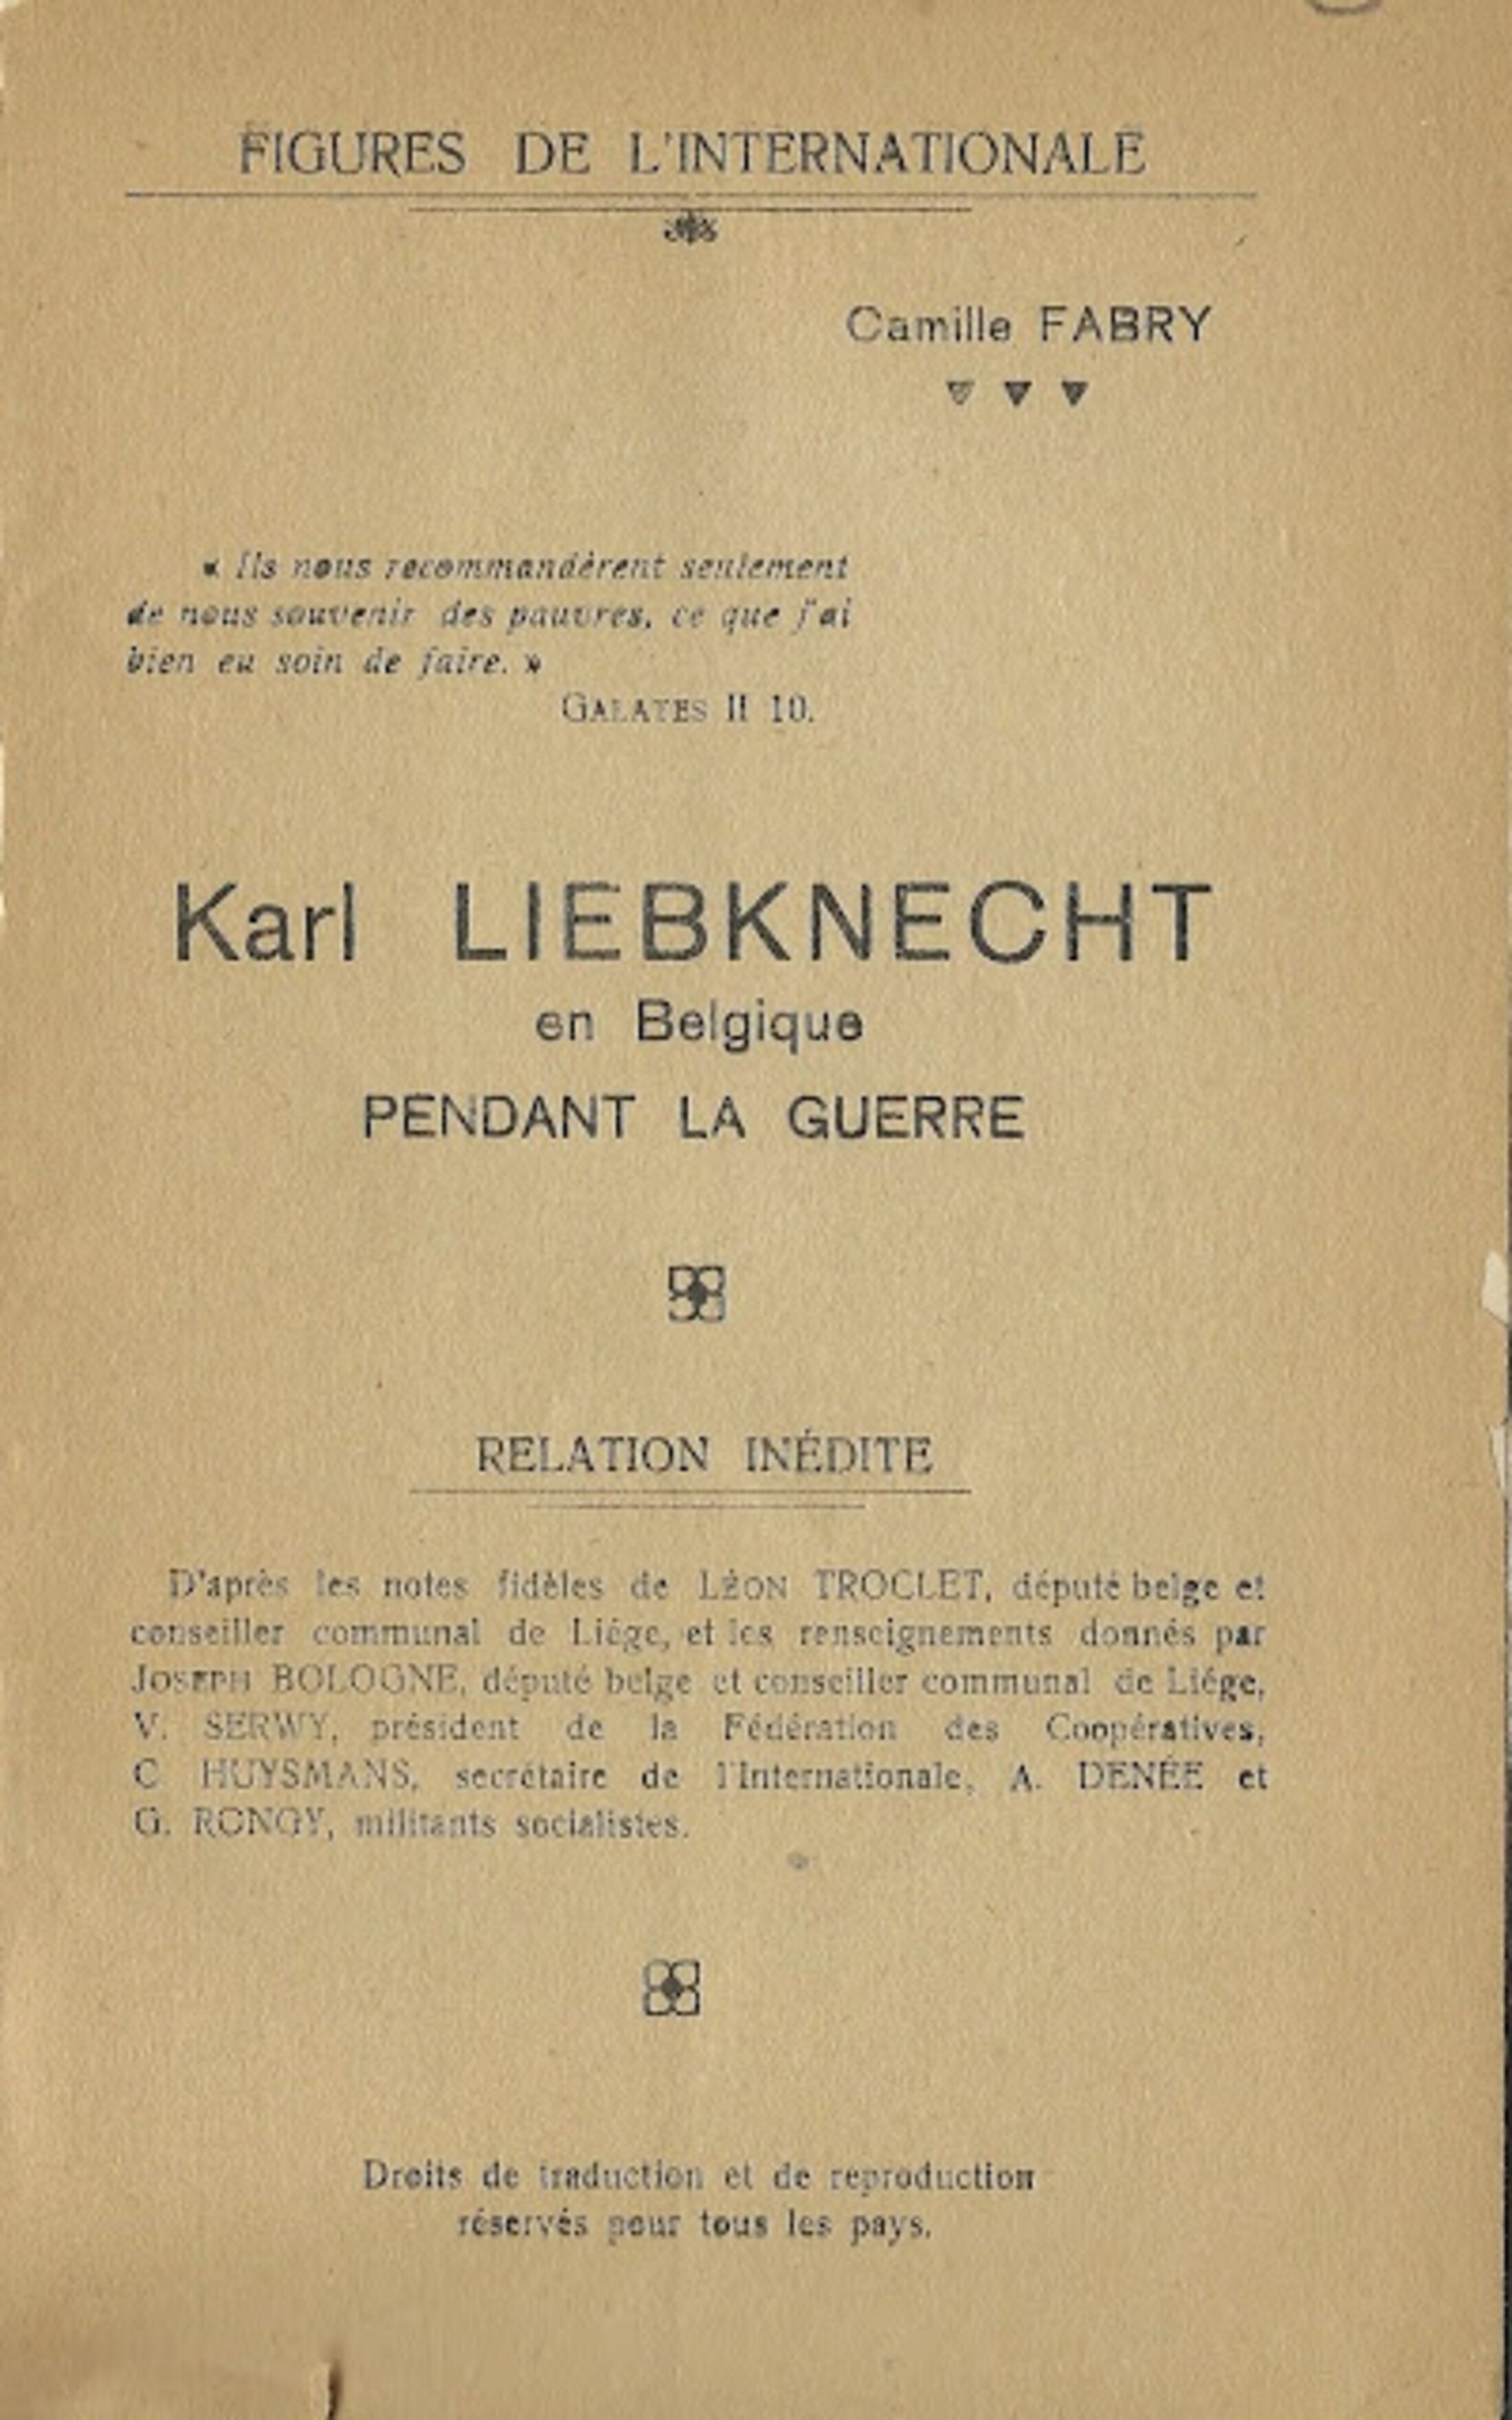 FIGURES DE L'INTERNATIONALE
Camille FABRY
« Ils nous recommandèrent seulement
de nous souvenir des pauvres, ce que j'ai
bien eu soin de faire. »
GALATES II 10.
Karl LIEBKNECHT
en Belgique
PENDANT LA GUERRE
RELATION INÉDITE
D'après les notes fidèles de LÉON TROCLET, député belge et
conseiller communal de Liége, et les renseignements donnés par
JOSEPH BOLOGNE, député belge et conseiller communal de Liége,
V. SERWY, président de la Fédération des Coopératives,
C HUYSMANS, secrétaire de l'Internationale, A. DENÉE et
G. RONGY, militants socialistes.
Droits de traduction et de reproduction
réservés pour tous les pays.